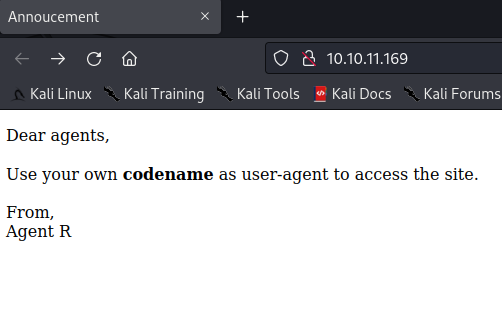 Annoucement
10.10.11.169
Kali Linux Kali Training Kali Tools Kali Docs Kali Forums
Dear agents,
Use your own codename as user-agent to access the site.
From,
Agent R